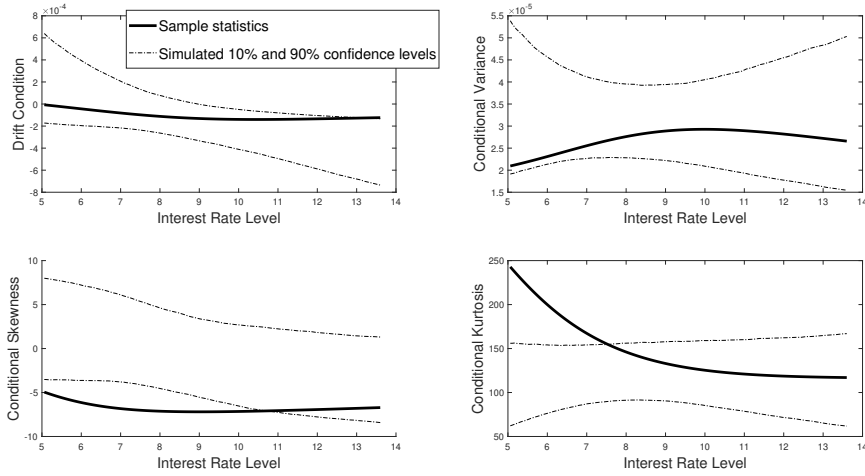 ×10-4
8
6
4
2
0
-2
-4
-6
-8
Drift Condition
5 6 7 8 9 10 11 12 13 14
Interest Rate Level
Sample statistics
Simulated 10% and 90% confidence levels
×10-5
5.5
5
4.5
4
3.5
3
2.5
2
1.5
Conditional Variance
5 6 7 8 9 10 11 12 13 14
Interest Rate Level
10
5
0
-5
-10
Conditional Skewness
5 6 7 8 9 10 11 12 13 14
Interest Rate Level
250
200
150
100
50
Conditional Kurtosis
5 6 7 8 9 10 11 12 13 14
Interest Rate Level